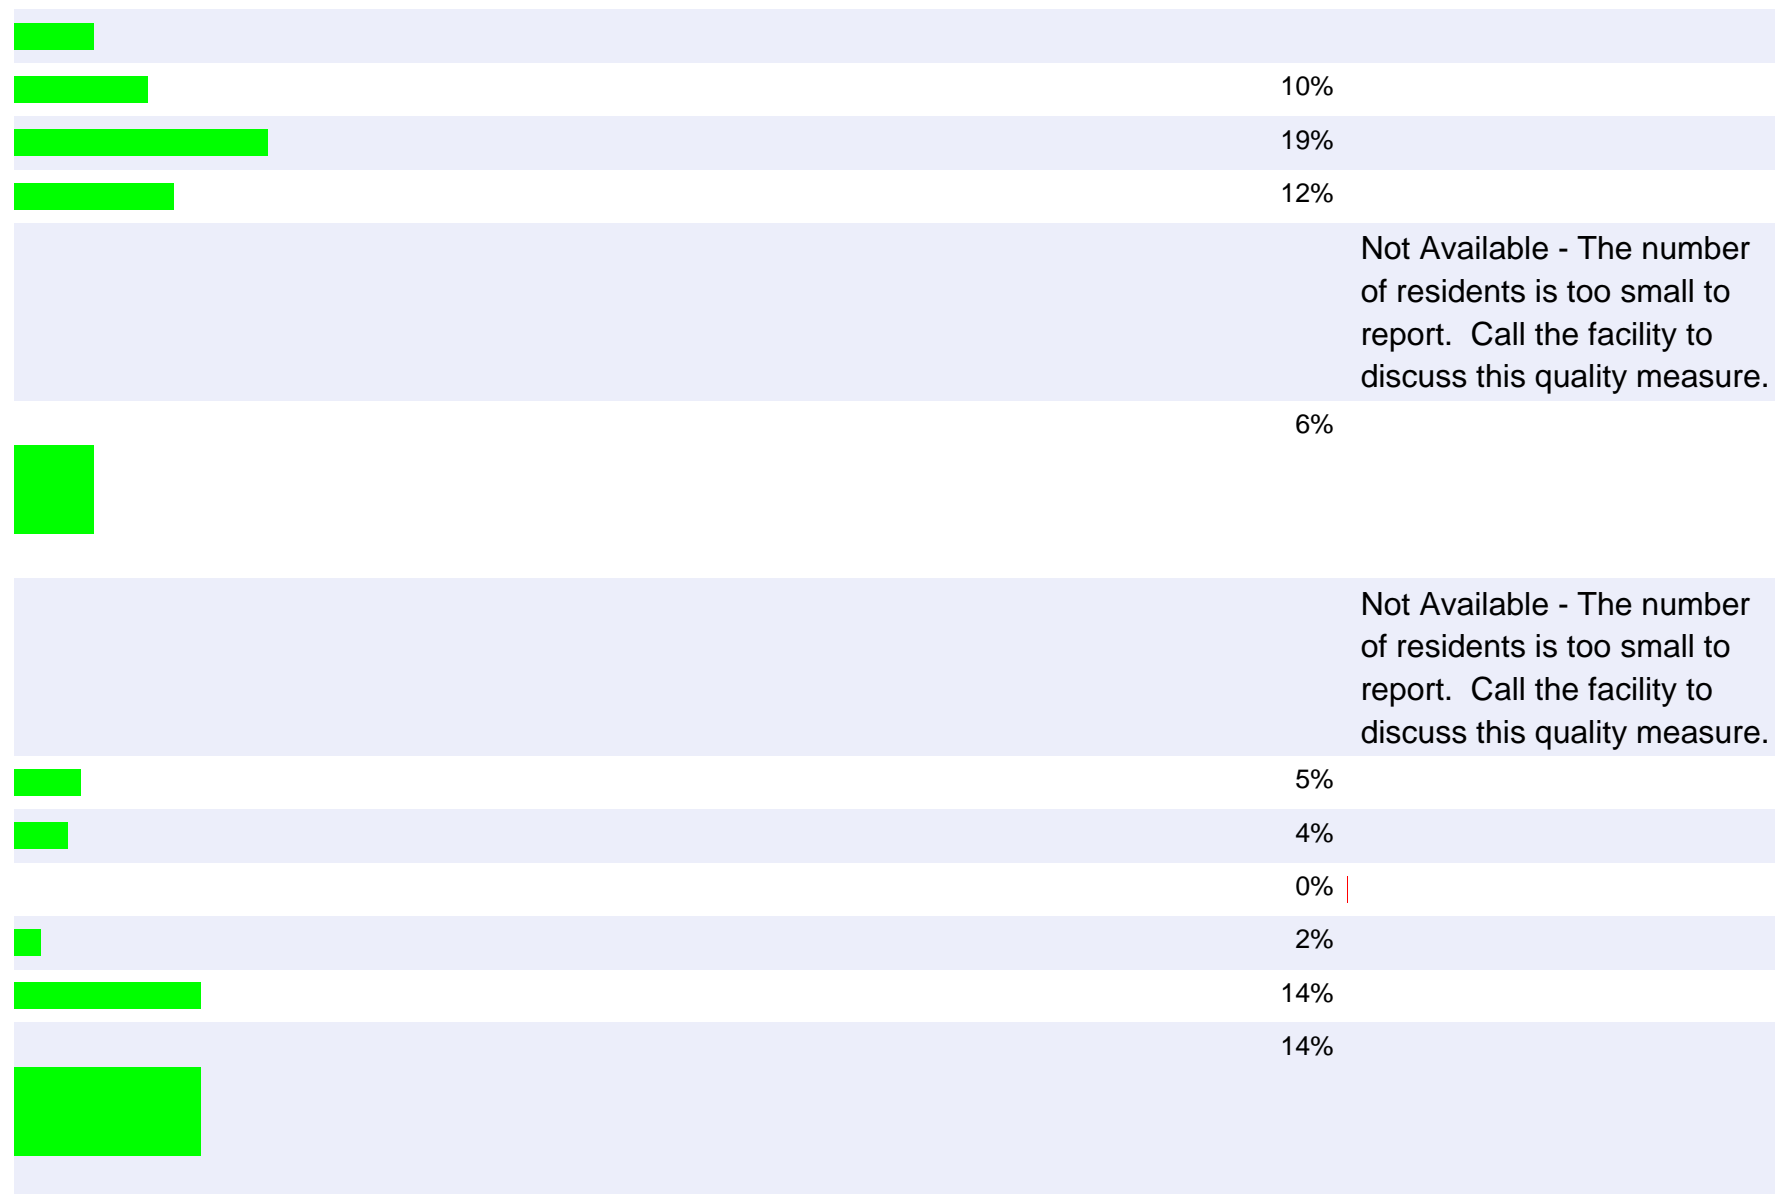 10%
19%
12%
Not Available - The number
of residents is too small to
report.  Call the facility to
discuss this quality measure.
6%
Not Available - The number
of residents is too small to
report.  Call the facility to
discuss this quality measure.
5%
4%
0%
2%
14%
14%